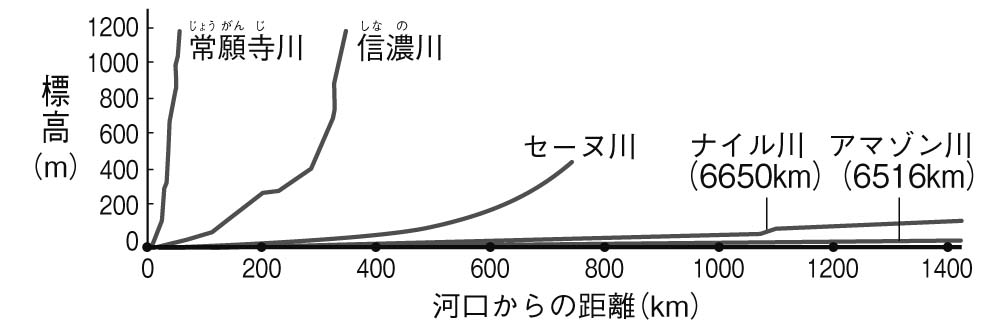 標高
(m)
1200
1000
800
600
400
200
0
じょうがんじ
常願寺川
しなの
信濃川
セーヌ川
ナイル川
(6650km)
アマゾン川
(6516km)
0 200 400 600 800 1000 1200 1400
河口からの距離(km)